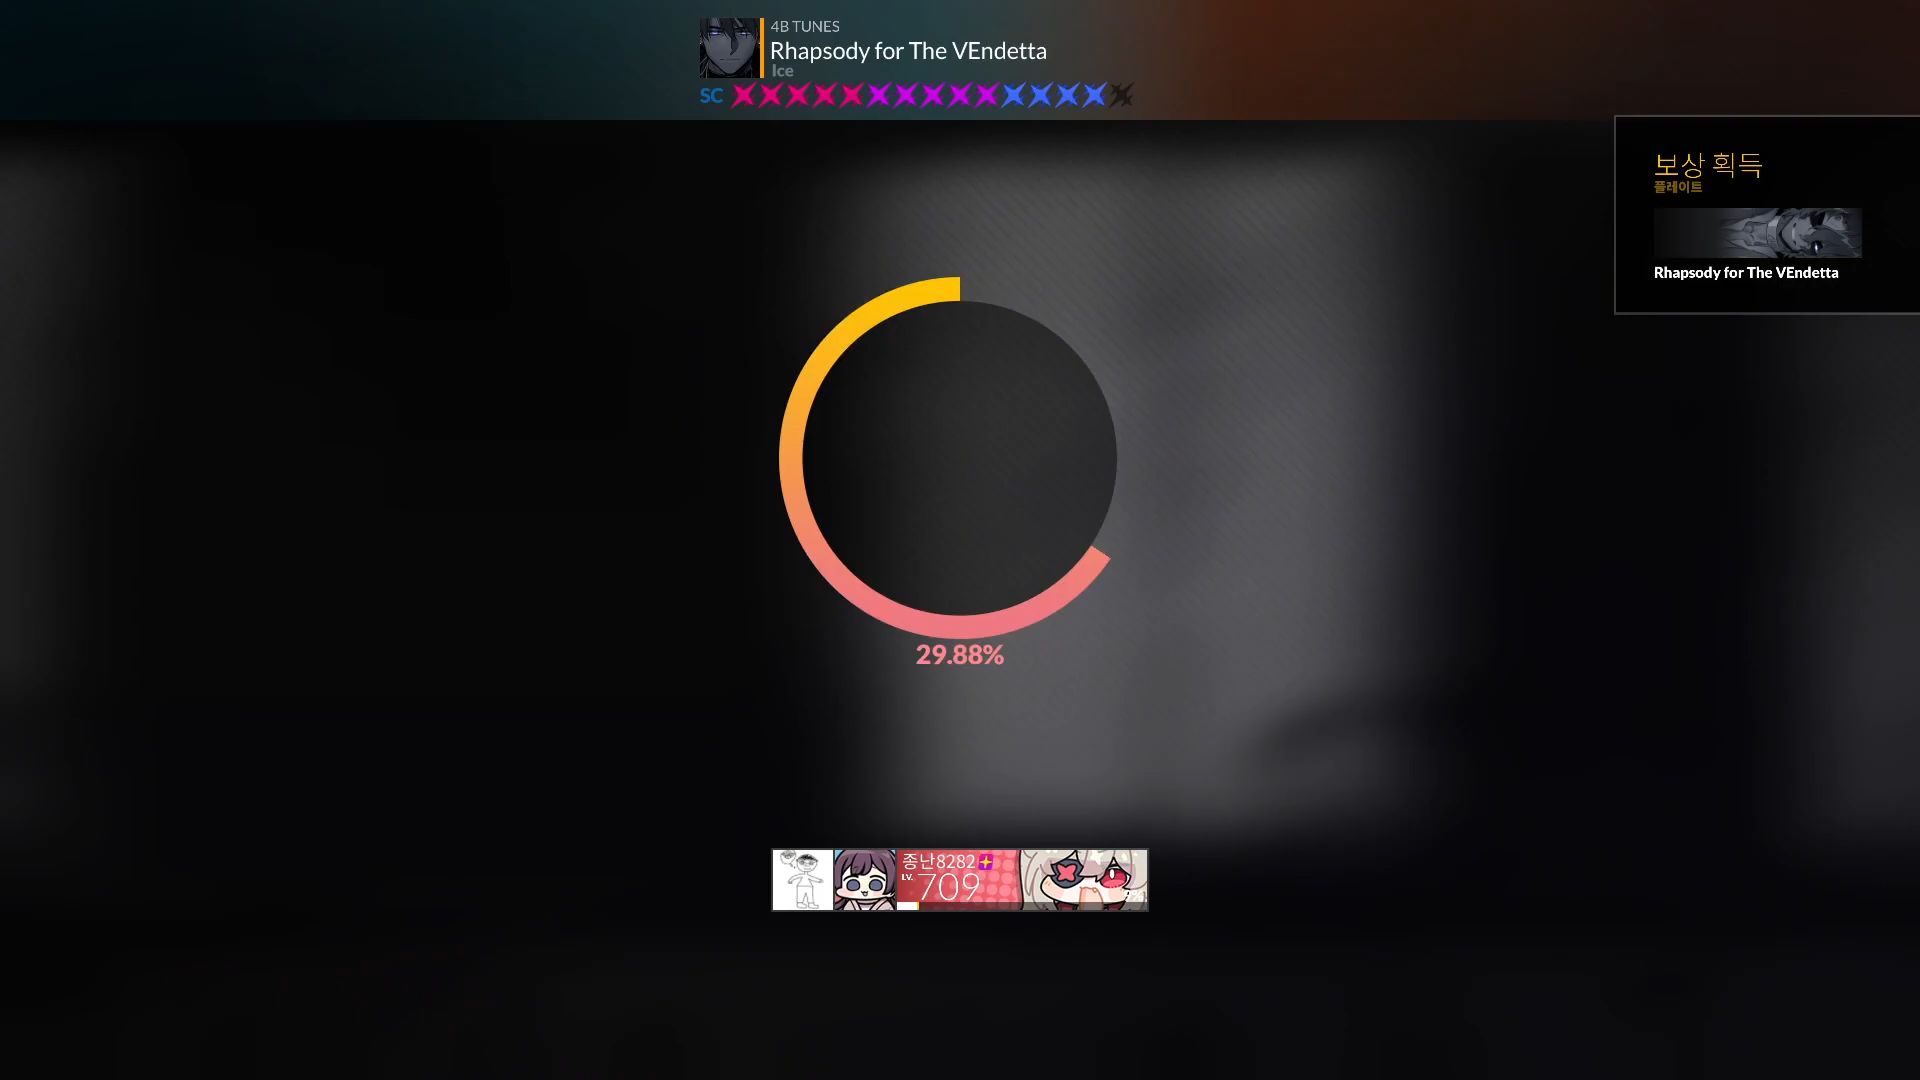 4B TUNES
Rhapsody for The VEndetta
Ice
SC
보상 획득
플레이트
Rhapsody for The VEndetta
29.88%
종난8282
LV. 709